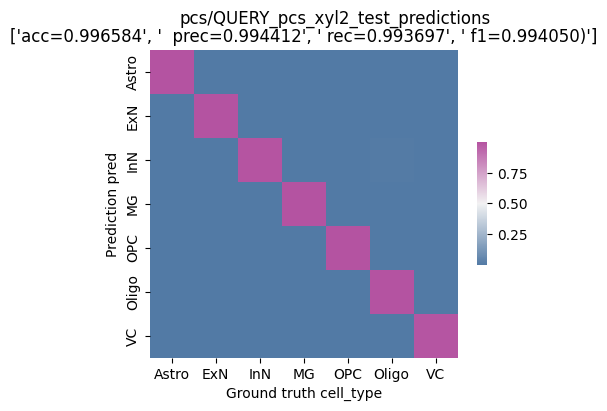 pcs/QUERY_pcs_xyl2_test_predictions
['acc=0.996584', '  prec=0.994412', ' rec=0.993697', ' f1=0.994050)']
Prediction pred
Astro
ExN
InN
MG
OPC
Oligo
VC
0.75
0.50
0.25
Astro ExN InN MG OPC Oligo VC
Ground truth cell_type